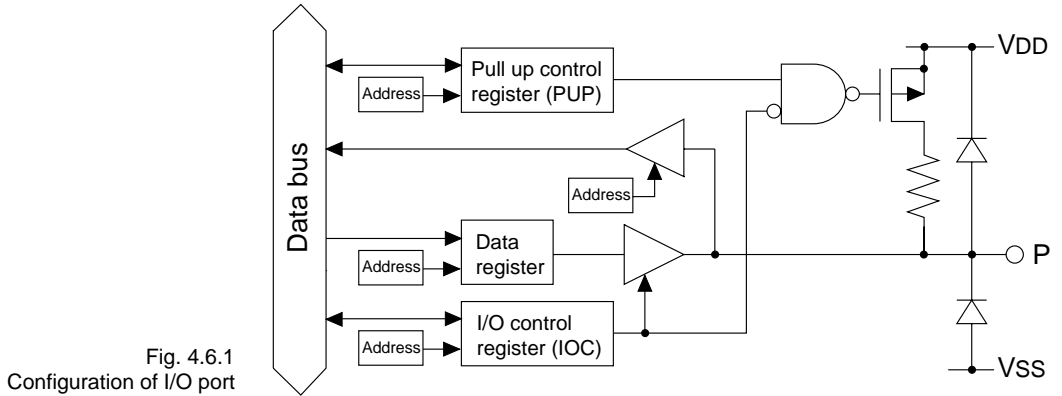 VDD
Pull up control
register (PUP)
Address
Data bus
Address
Data
register
Address
P
I/O control
register (IOC)
Address
VSS
Fig. 4.6.1
Configuration of I/O port